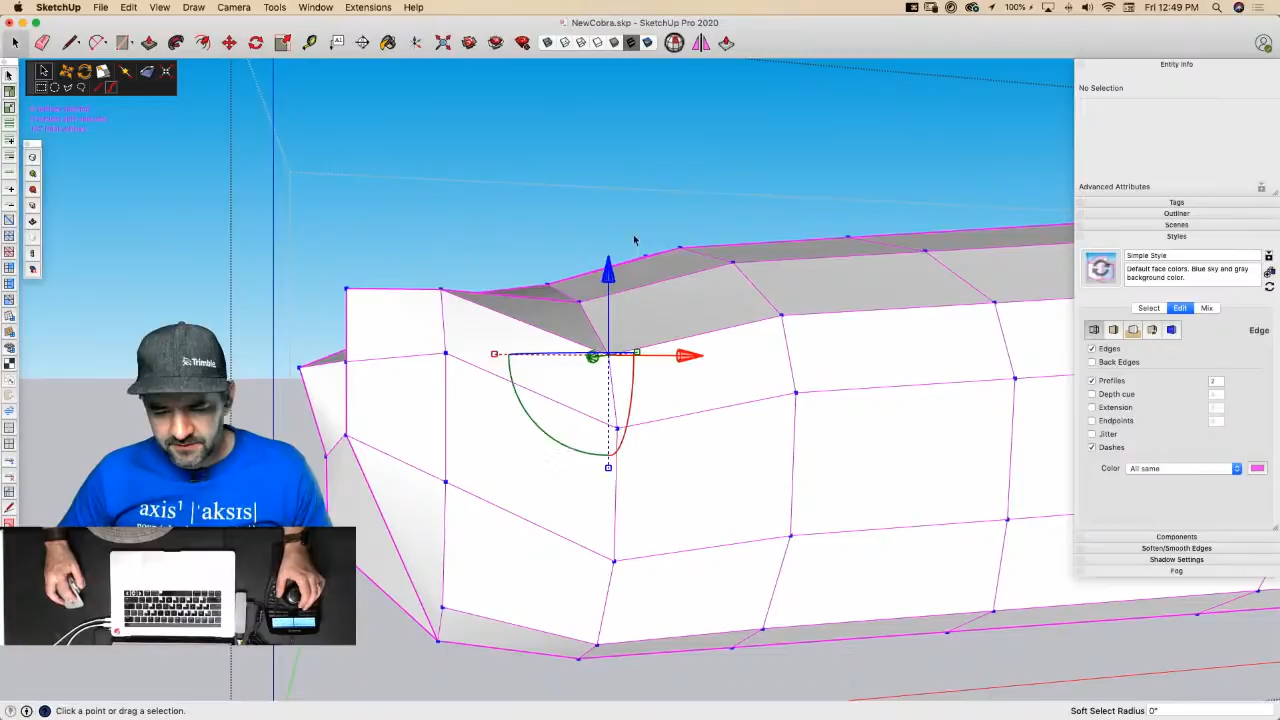 SketchUp File Edit View Draw Camera Tools Window Extensions Help
100% Fri 12:49 PM
NewCobra.skp - SketchUp Pro 2020
Entity Info
No Selection
Advanced Attributes
Tags
Outliner
Scenes
Styles
Simple Style
Default face colors. Blue sky and gray
background color.
Select Edit Mix
Edge
Edges
Back Edges
Profiles 2
Depth cue
Extension
Endpoints
Jitter
Dashes
Color All same
Components
Soften/Smooth Edges
Shadow Settings
Fog
Trimble
axis¹ |ˈaksɪs|
Click a point or drag a selection.
Soft Select Radius 0"